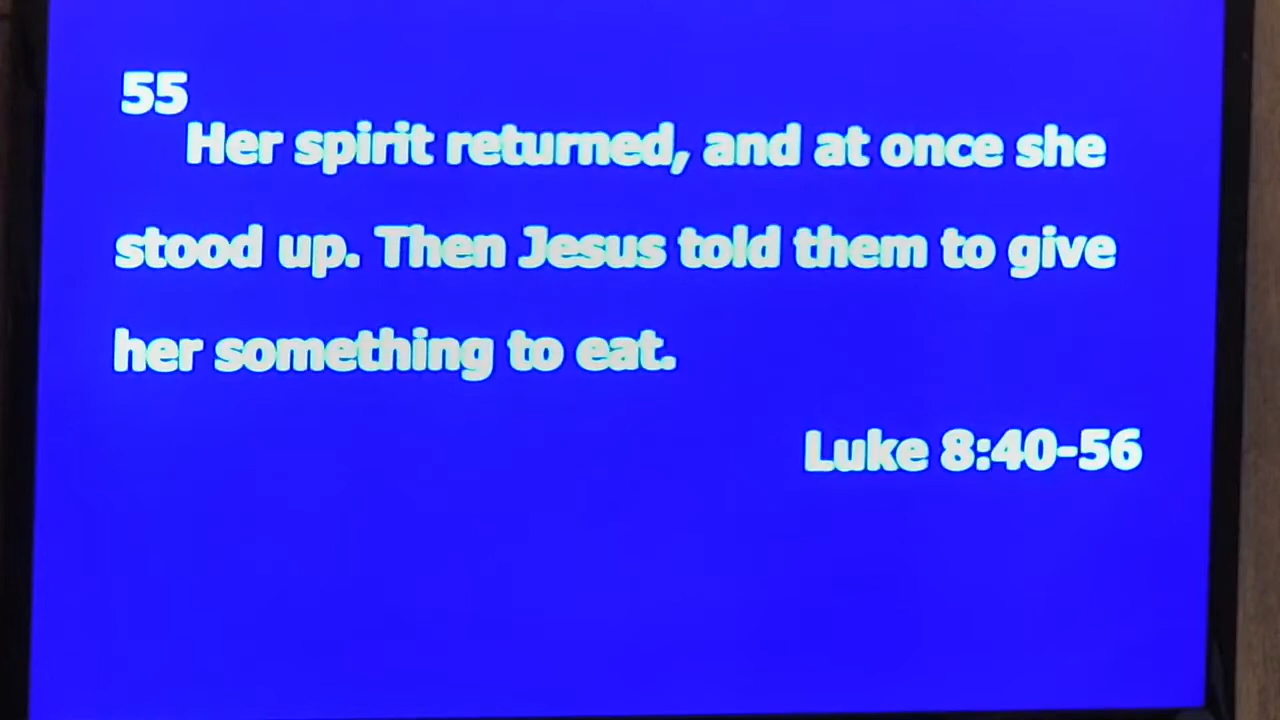 55
Her spirit returned, and at once she
stood up. Then Jesus told them to give
her something to eat.
Luke 8:40-56